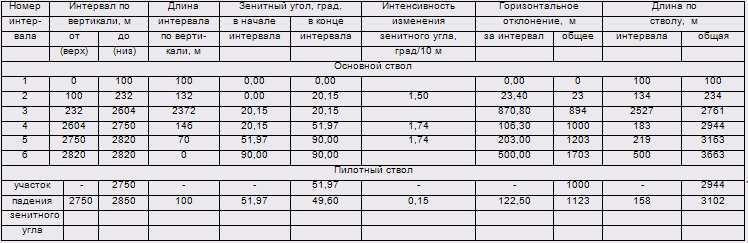 Номер Интервал по Длина Зенитный угол, град. Интенсивность Горизонтальное Длина по
интер- вертикали, м интервала в начале в конце изменения отклонение, м стволу, м
вала от до по верти- интервала интервала зенитного угла, за интервал общее интервала общая
(верх) (низ) кали, м град/10 м
Основной ствол
1 0 100 100 0,00 0,00 0,00 0 100 100
2 100 232 132 0,00 20,15 1,50 23,40 23 134 234
3 232 2604 2372 20,15 20,15 870,80 894 2527 2761
4 2604 2750 146 20,15 51,97 1,74 106,30 1000 183 2944
5 2750 2820 70 51,97 90,00 1,74 203,00 1203 219 3163
6 2820 2820 0 90,00 90,00 500,00 1703 500 3663
Пилотный ствол
участок - 2750 - - 51,97 - - 1000 - 2944
падения 2750 2850 100 51,97 49,60 0,15 122,50 1123 158 3102
зенитного
угла